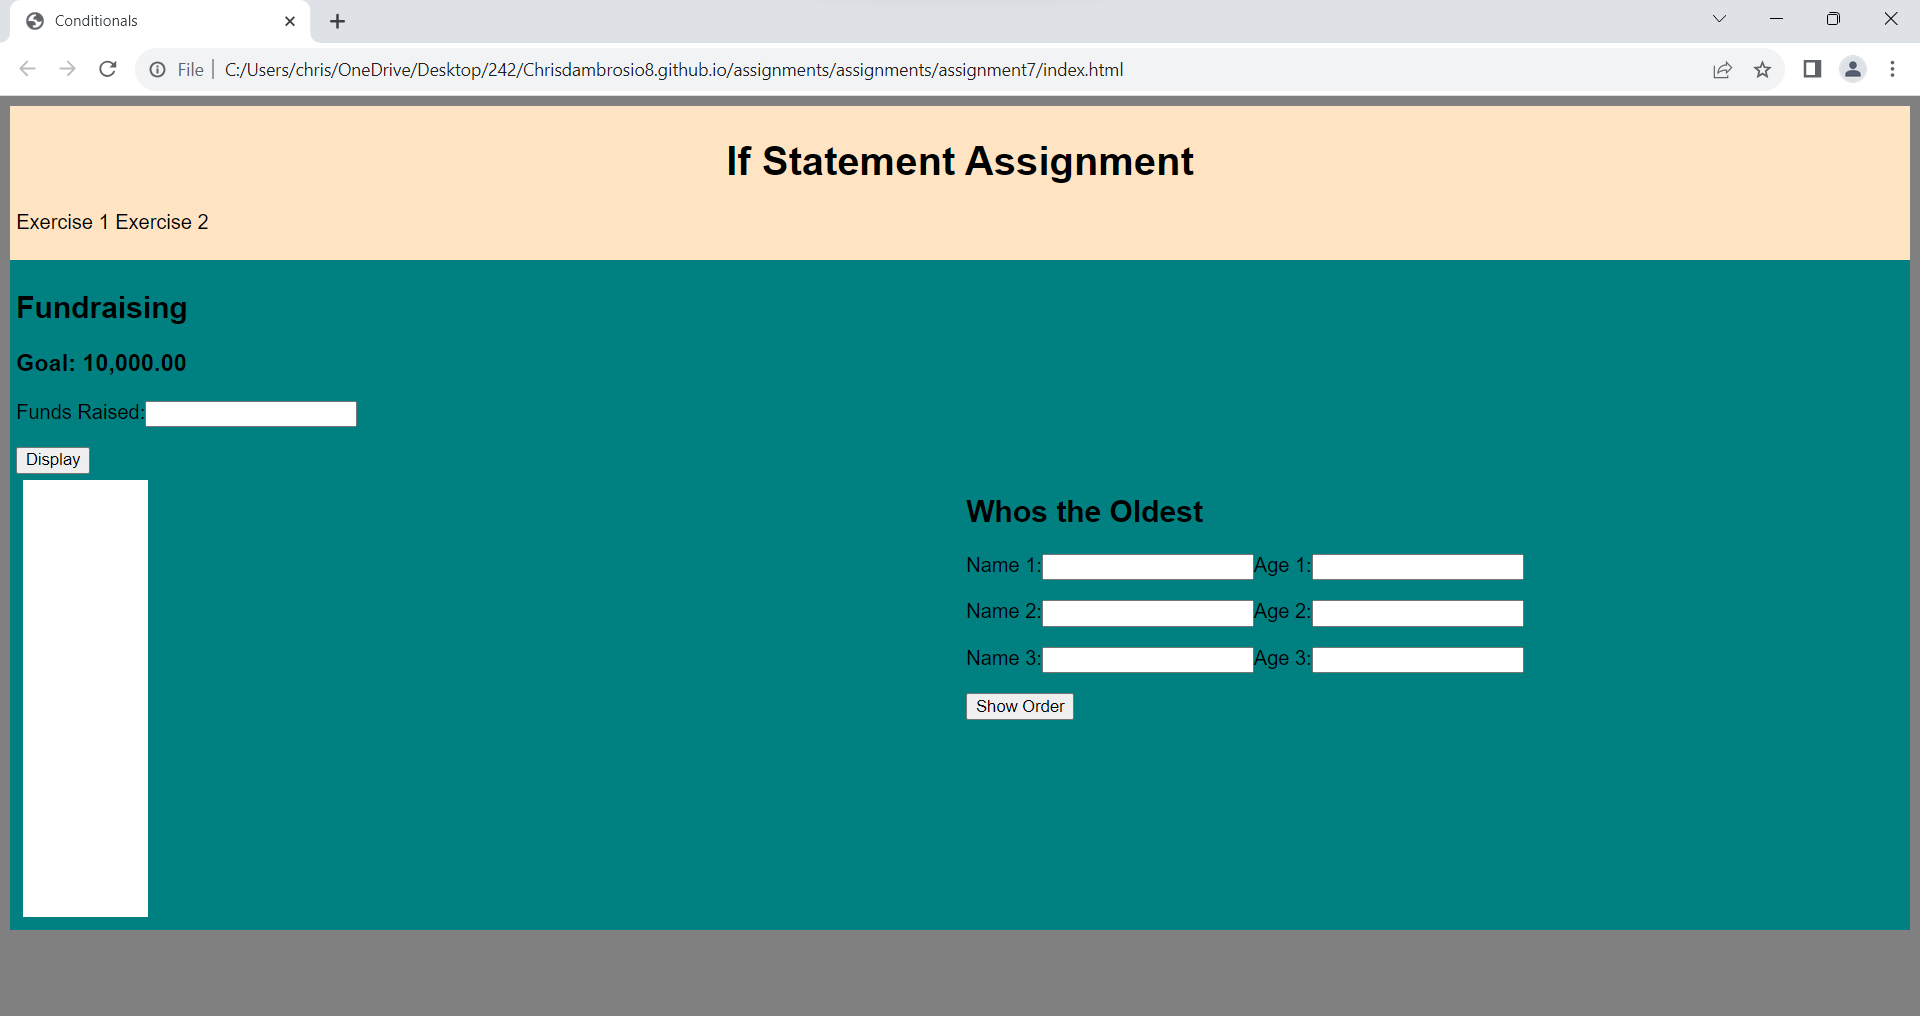 Conditionals
File
C:/Users/chris/OneDrive/Desktop/242/Chrisdambrosio8.github.io/assignments/assignments/assignment7/index.html
If Statement Assignment
Exercise 1 Exercise 2
Fundraising
Goal: 10,000.00
Funds Raised:
Display
Whos the Oldest
Name 1: Age 1:
Name 2: Age 2:
Name 3: Age 3:
Show Order